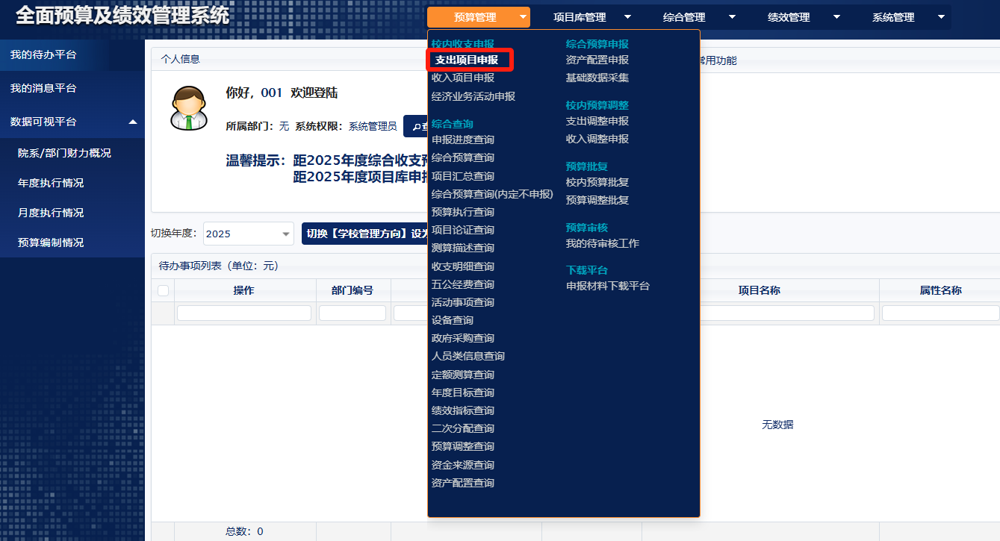 全面预算及绩效管理系统
预算管理
项目库管理
综合管理
绩效管理
系统管理
我的待办平台
我的消息平台
数据可视平台
院系/部门财力概况
年度执行情况
月度执行情况
预算编制情况
个人信息
你好，001 欢迎登陆
所属部门：无 系统权限：系统管理员
温馨提示：距2025年度综合收支
距2025年度项目库申
切换年度：
2025
切换【学校管理方向】设
待办事项列表（单位：元）
操作
部门编号
校内收支申报
支出项目申报
收入项目申报
经济业务活动申报
综合查询
申报进度查询
综合预算查询
项目汇总查询
综合预算查询(内定不申报)
预算执行查询
项目论证查询
测算描述查询
收支明细查询
五公经费查询
活动事项查询
设备查询
政府采购查询
人员类信息查询
定额测算查询
年度目标查询
绩效指标查询
二次分配查询
预算调整查询
资金来源查询
资产配置查询
综合预算申报
资产配置申报
基础数据采集
校内预算调整
支出调整申报
收入调整申报
预算批复
校内预算批复
预算调整批复
预算审核
我的待审核工作
下载平台
申报材料下载平台
常用功能
项目名称
属性名称
无数据
总数：0